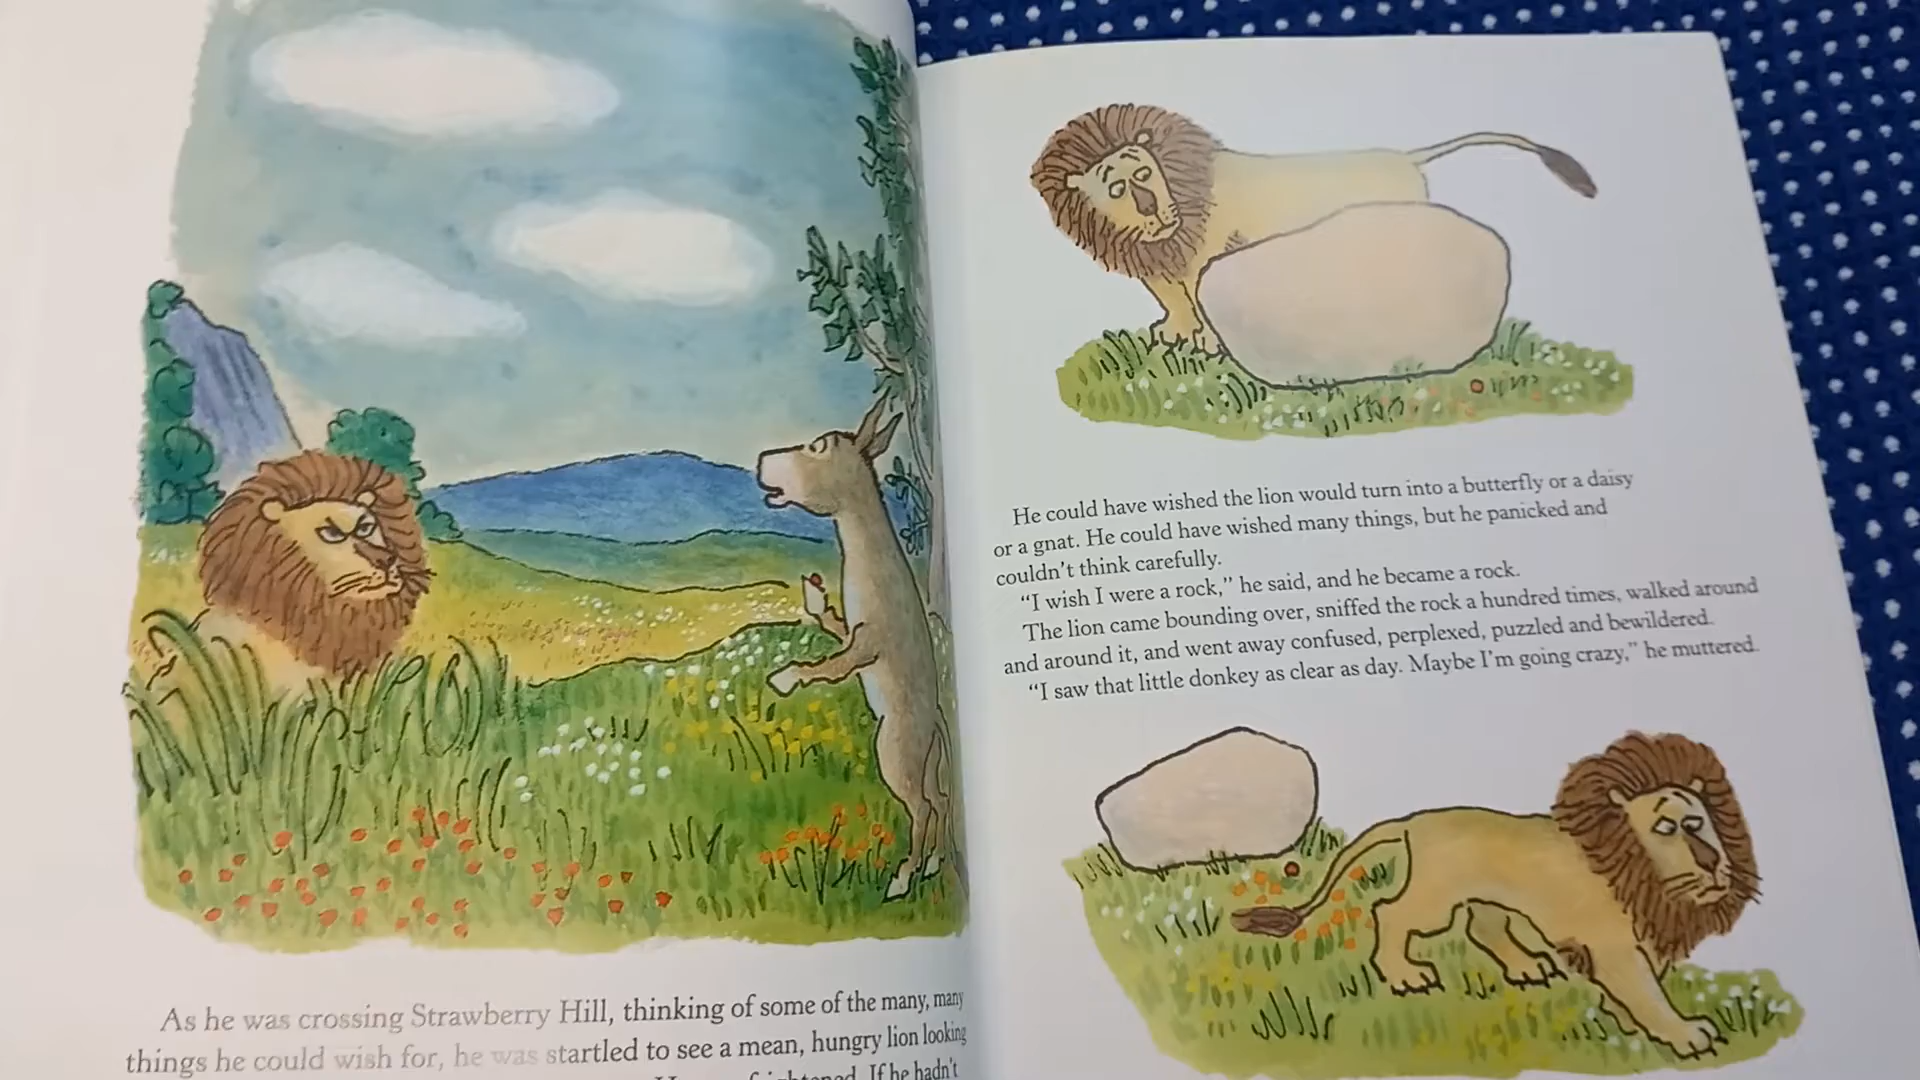 As he was crossing Strawberry Hill, thinking of some of the many, many
things he could wish for, he was startled to see a mean, hungry lion looking
If he hadn't
He could have wished the lion would turn into a butterfly or a daisy
or a gnat. He could have wished many things, but he panicked and
couldn't think carefully.
“I wish I were a rock,” he said, and he became a rock.
The lion came bounding over, sniffed the rock a hundred times, walked around
and around it, and went away confused, perplexed, puzzled and bewildered.
“I saw that little donkey as clear as day. Maybe I'm going crazy,” he muttered.